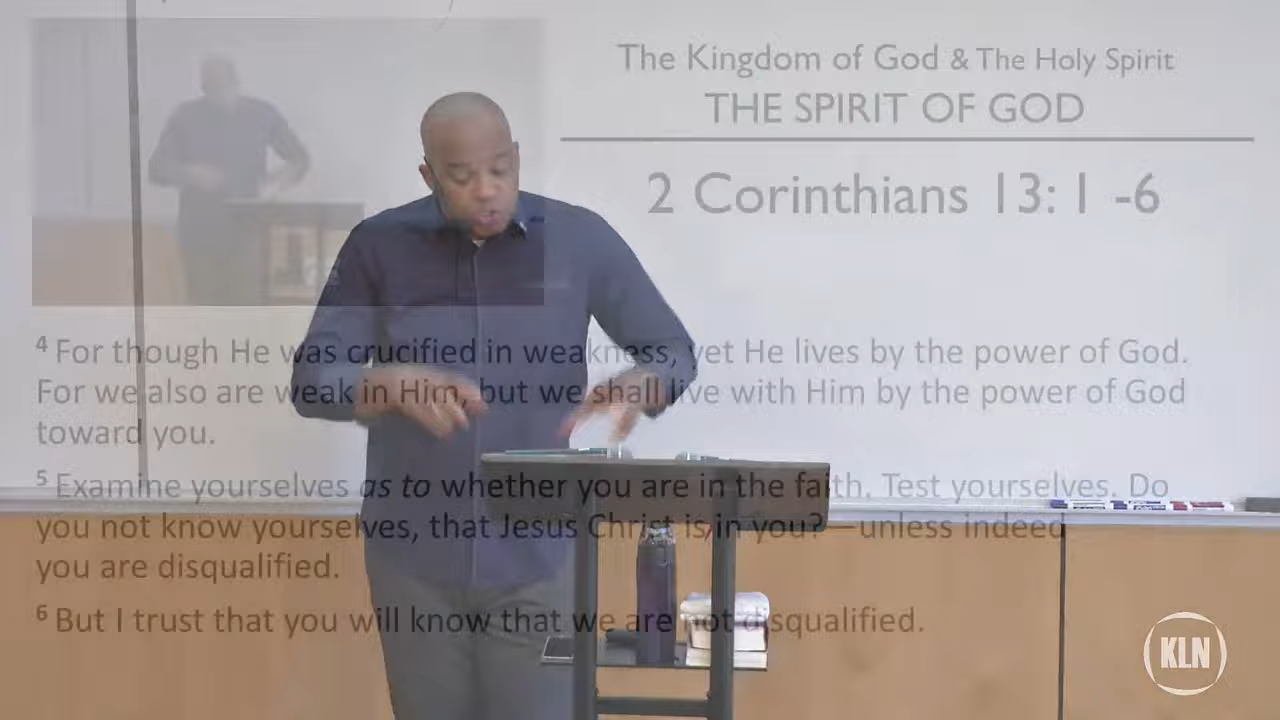 The Kingdom of God & The Holy Spirit
THE SPIRIT OF GOD
2 Corinthians 13: 1 -6
4 For though He was crucified in weakness, yet He lives by the power of God.
For we also are weak in Him, but we shall live with Him by the power of God
toward you.
5 Examine yourselves as to whether you are in the faith. Test yourselves. Do
you not know yourselves, that Jesus Christ is in you?—unless indeed
you are disqualified.
6 But I trust that you will know that we are not disqualified.
KLN